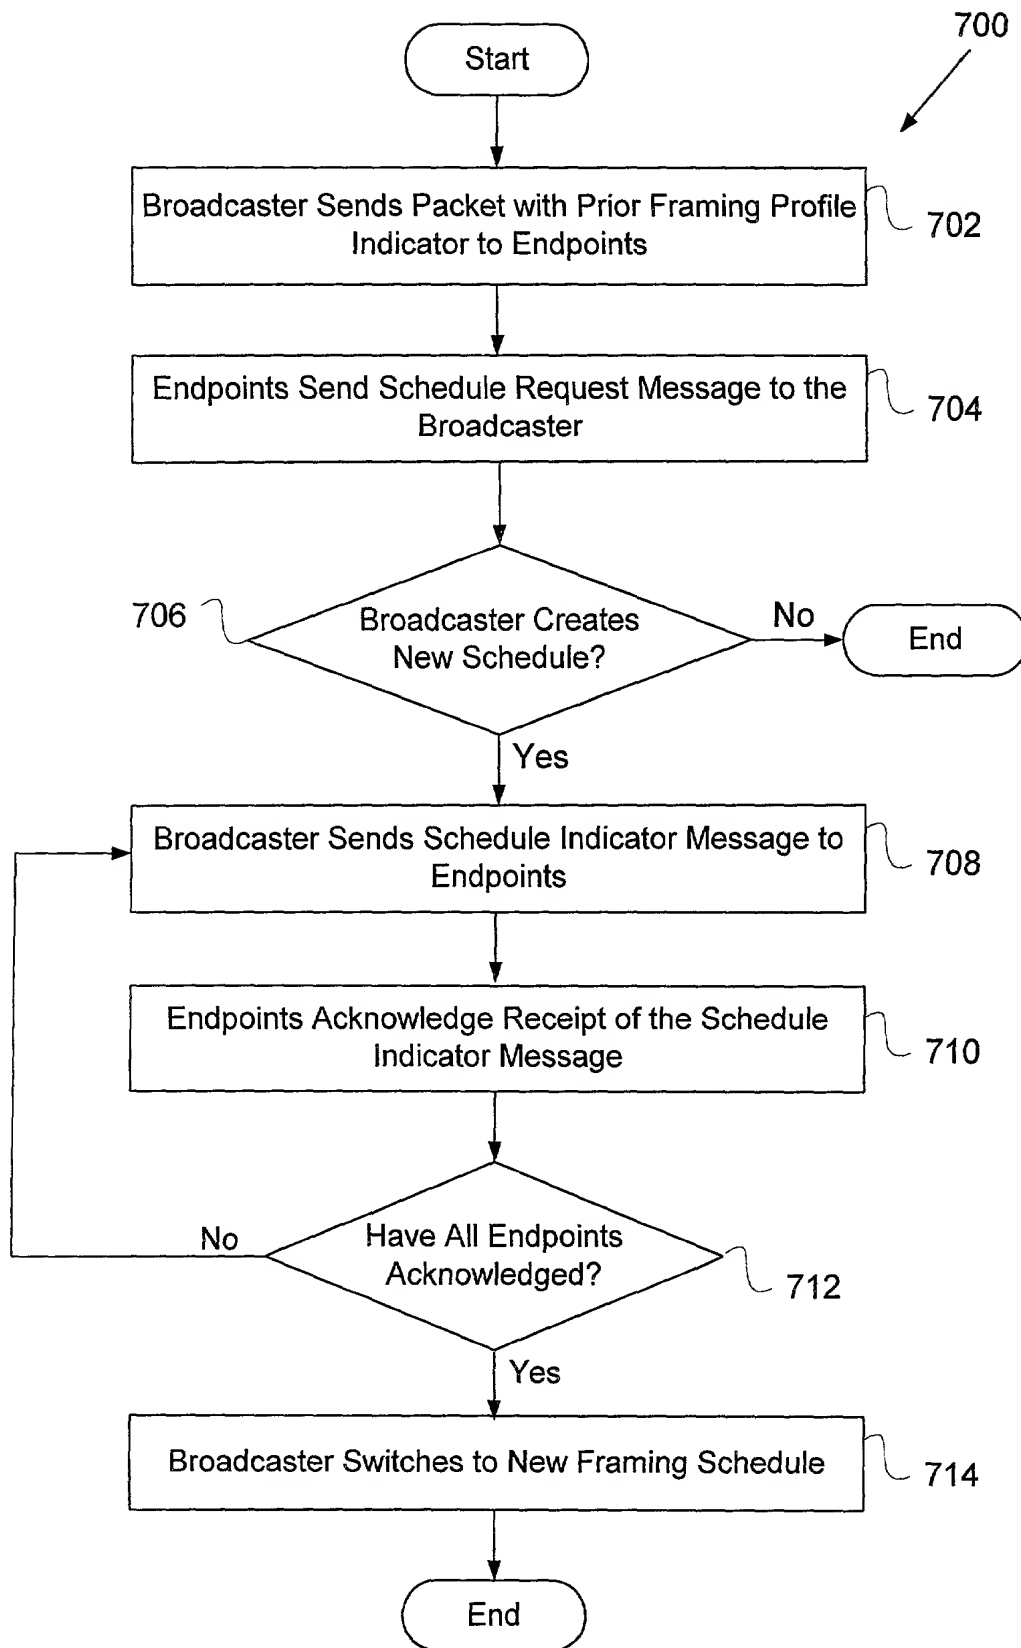 700
Start
Broadcaster Sends Packet with Prior Framing Profile
Indicator to Endpoints
702
Endpoints Send Schedule Request Message to the
Broadcaster
704
706
Broadcaster Creates
New Schedule?
No
End
Yes
Broadcaster Sends Schedule Indicator Message to
Endpoints
708
Endpoints Acknowledge Receipt of the Schedule
Indicator Message
710
No
Have All Endpoints
Acknowledged?
712
Yes
Broadcaster Switches to New Framing Schedule
714
End